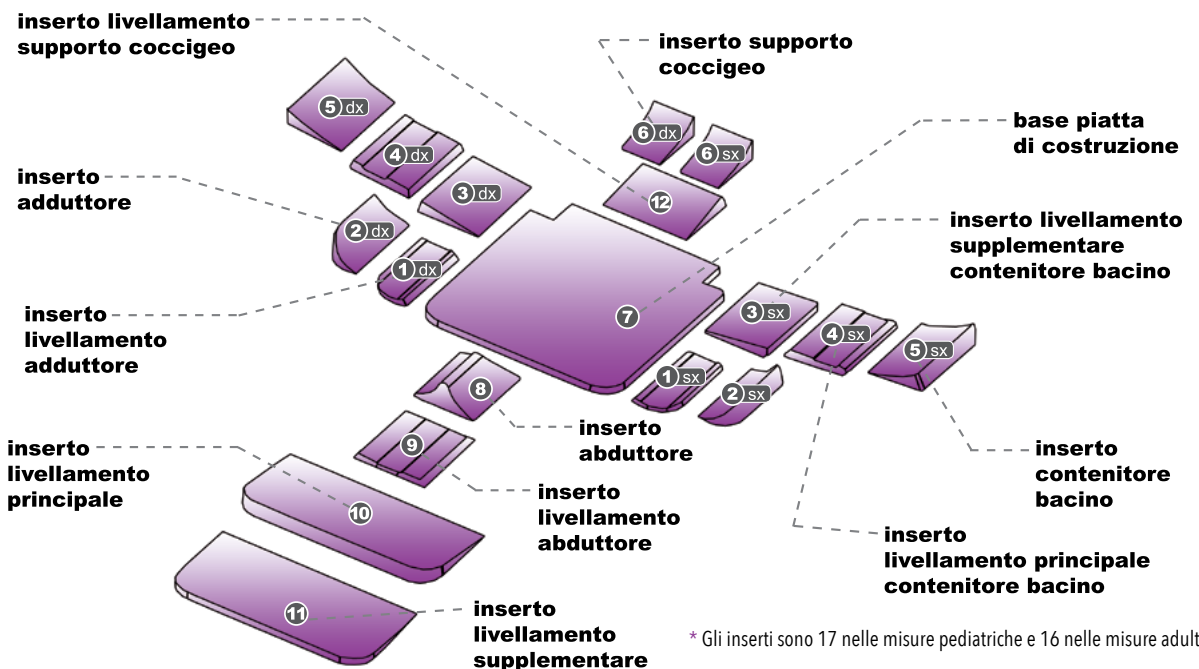 inserto livellamento
supporto coccigeo
inserto supporto
coccigeo
base piatta
di costruzione
5 dx
4 dx
3 dx
6 dx
6 sx
12
inserto
adduttore
2 dx
1 dx
inserto livellamento
supplementare
contenitore bacino
7
3 sx
4 sx
5 sx
1 sx
2 sx
inserto
livellamento
adduttore
8
inserto
abduttore
9
inserto
livellamento
principale
inserto
livellamento
abduttore
inserto
contenitore
bacino
10
inserto
livellamento principale
contenitore bacino
11
inserto
livellamento
supplementare
* Gli inserti sono 17 nelle misure pediatriche e 16 nelle misure adult